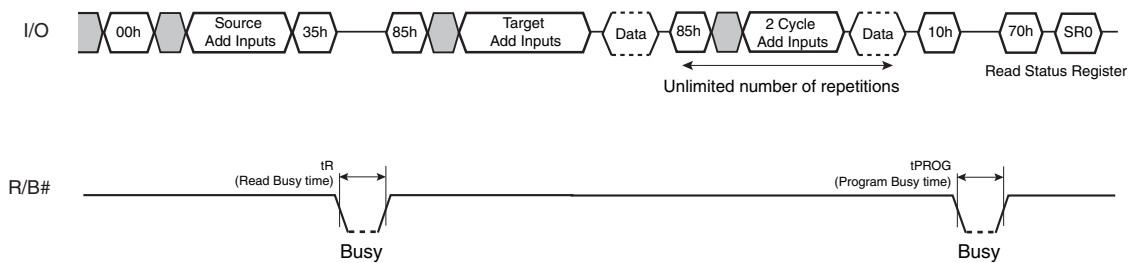 I/O
00h
Source
Add Inputs
35h
85h
Target
Add Inputs
Data
85h
2 Cycle
Add Inputs
Data
10h
70h
SR0
Unlimited number of repetitions
Read Status Register
R/B#
tR
(Read Busy time)
Busy
tPROG
(Program Busy time)
Busy